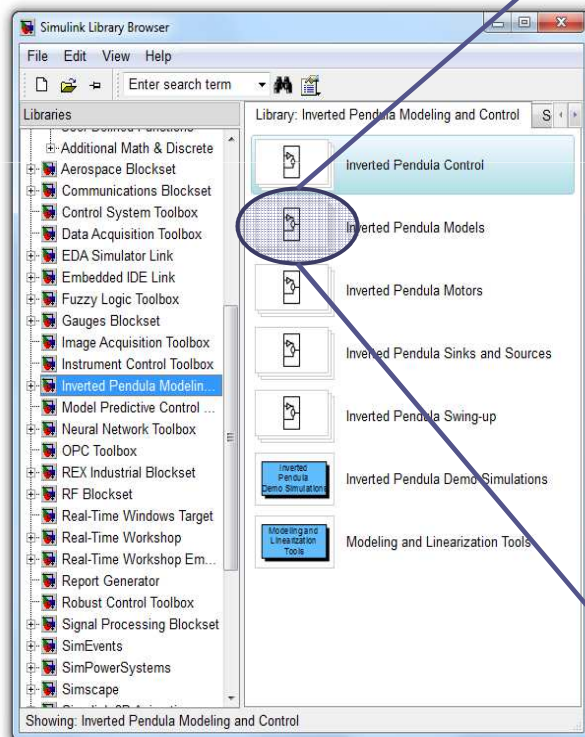 Simulink Library Browser
File Edit View Help
Enter search term
Libraries
Additional Math & Discrete
Aerospace Blockset
Communications Blockset
Control System Toolbox
Data Acquisition Toolbox
EDA Simulator Link
Embedded IDE Link
Fuzzy Logic Toolbox
Gauges Blockset
Image Acquisition Toolbox
Instrument Control Toolbox
Inverted Pendula Modelin...
Model Predictive Control ...
Neural Network Toolbox
OPC Toolbox
REX Industrial Blockset
RF Blockset
Real-Time Windows Target
Real-Time Workshop
Real-Time Workshop Em...
Report Generator
Robust Control Toolbox
Signal Processing Blockset
SimEvents
SimPowerSystems
Simscape
Library: Inverted Pendula Modeling and Control S
Inverted Pendula Control
Inverted Pendula Models
Inverted Pendula Motors
Inverted Pendula Sinks and Sources
Inverted Pendula Swing-up
Inverted
Pendula
Demo Simulations
Inverted Pendula Demo Simulations
Modeling and
Linearization
Tools
Modeling and Linearization Tools
Showing: Inverted Pendula Modeling and Control